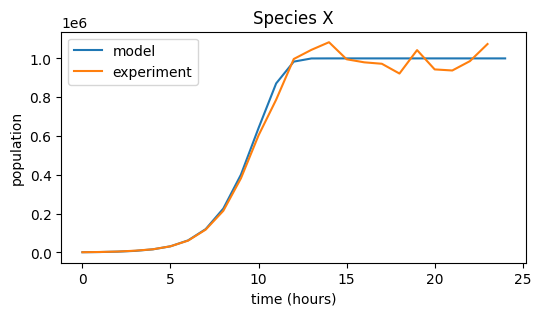 Species X
1e6
model
experiment
population
1.0
0.8
0.6
0.4
0.2
0.0
0 5 10 15 20 25
time (hours)